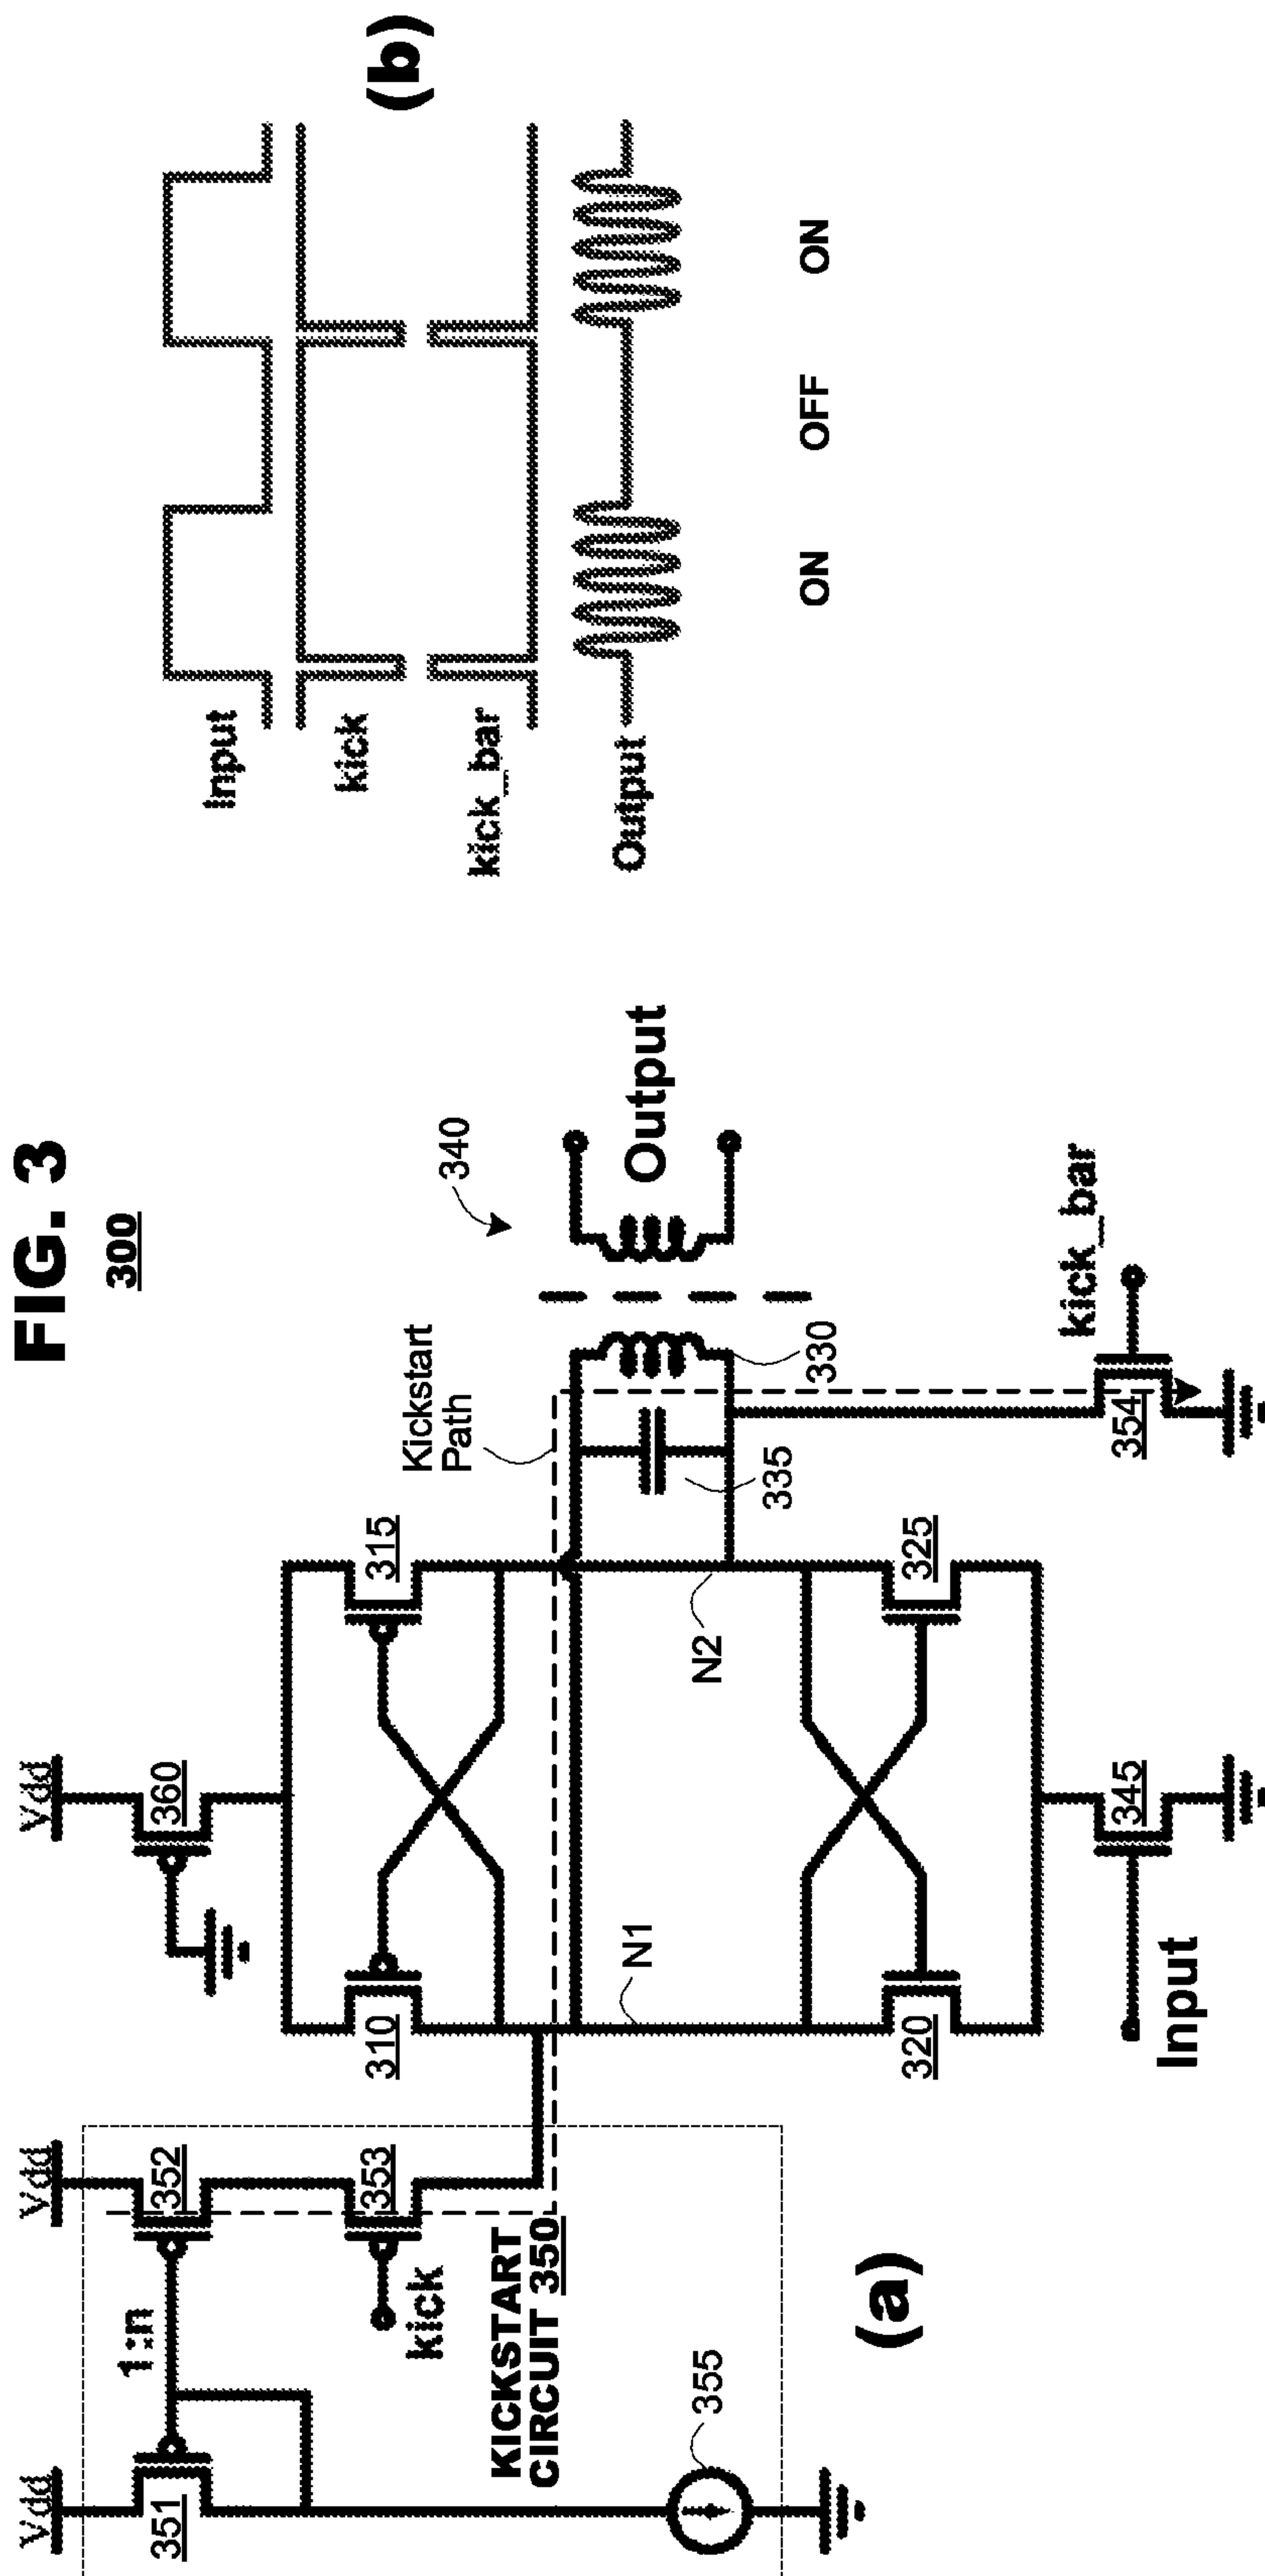 FIG. 3
300
Vdd
Vdd
Vdd
351
1:n
352
360
353
kick
310
315
Kickstart
Path
340
KICKSTART
CIRCUIT 350
N1
N2
335
330
Output
355
320
325
345
Input
354
kick_bar
(a)
Input
kick
kick_bar
Output
ON
OFF
ON
(b)